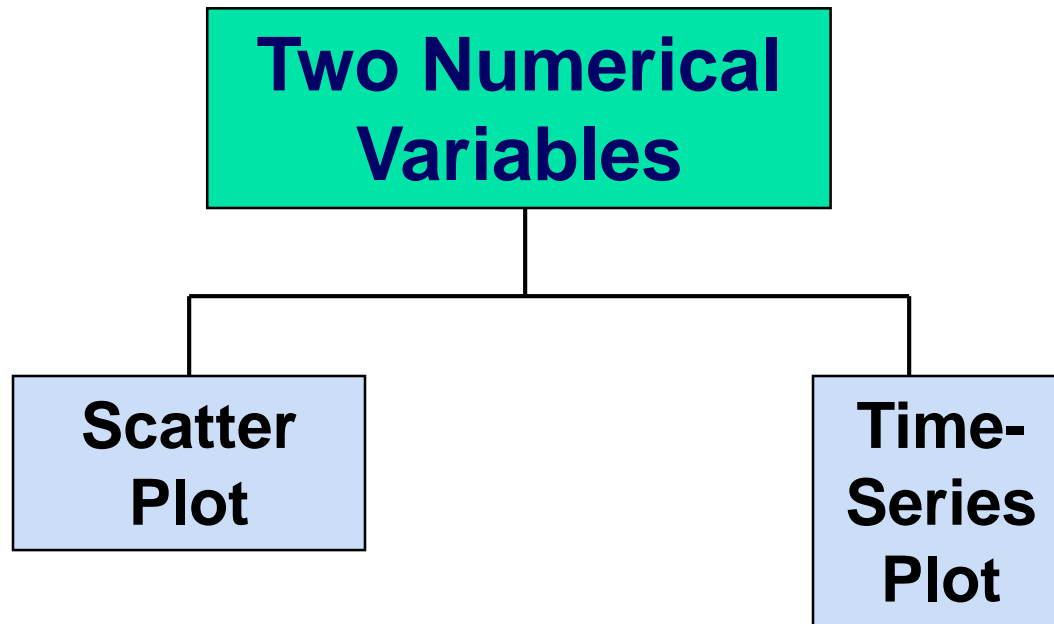 Two Numerical
Variables
Scatter
Plot
Time-
Series
Plot